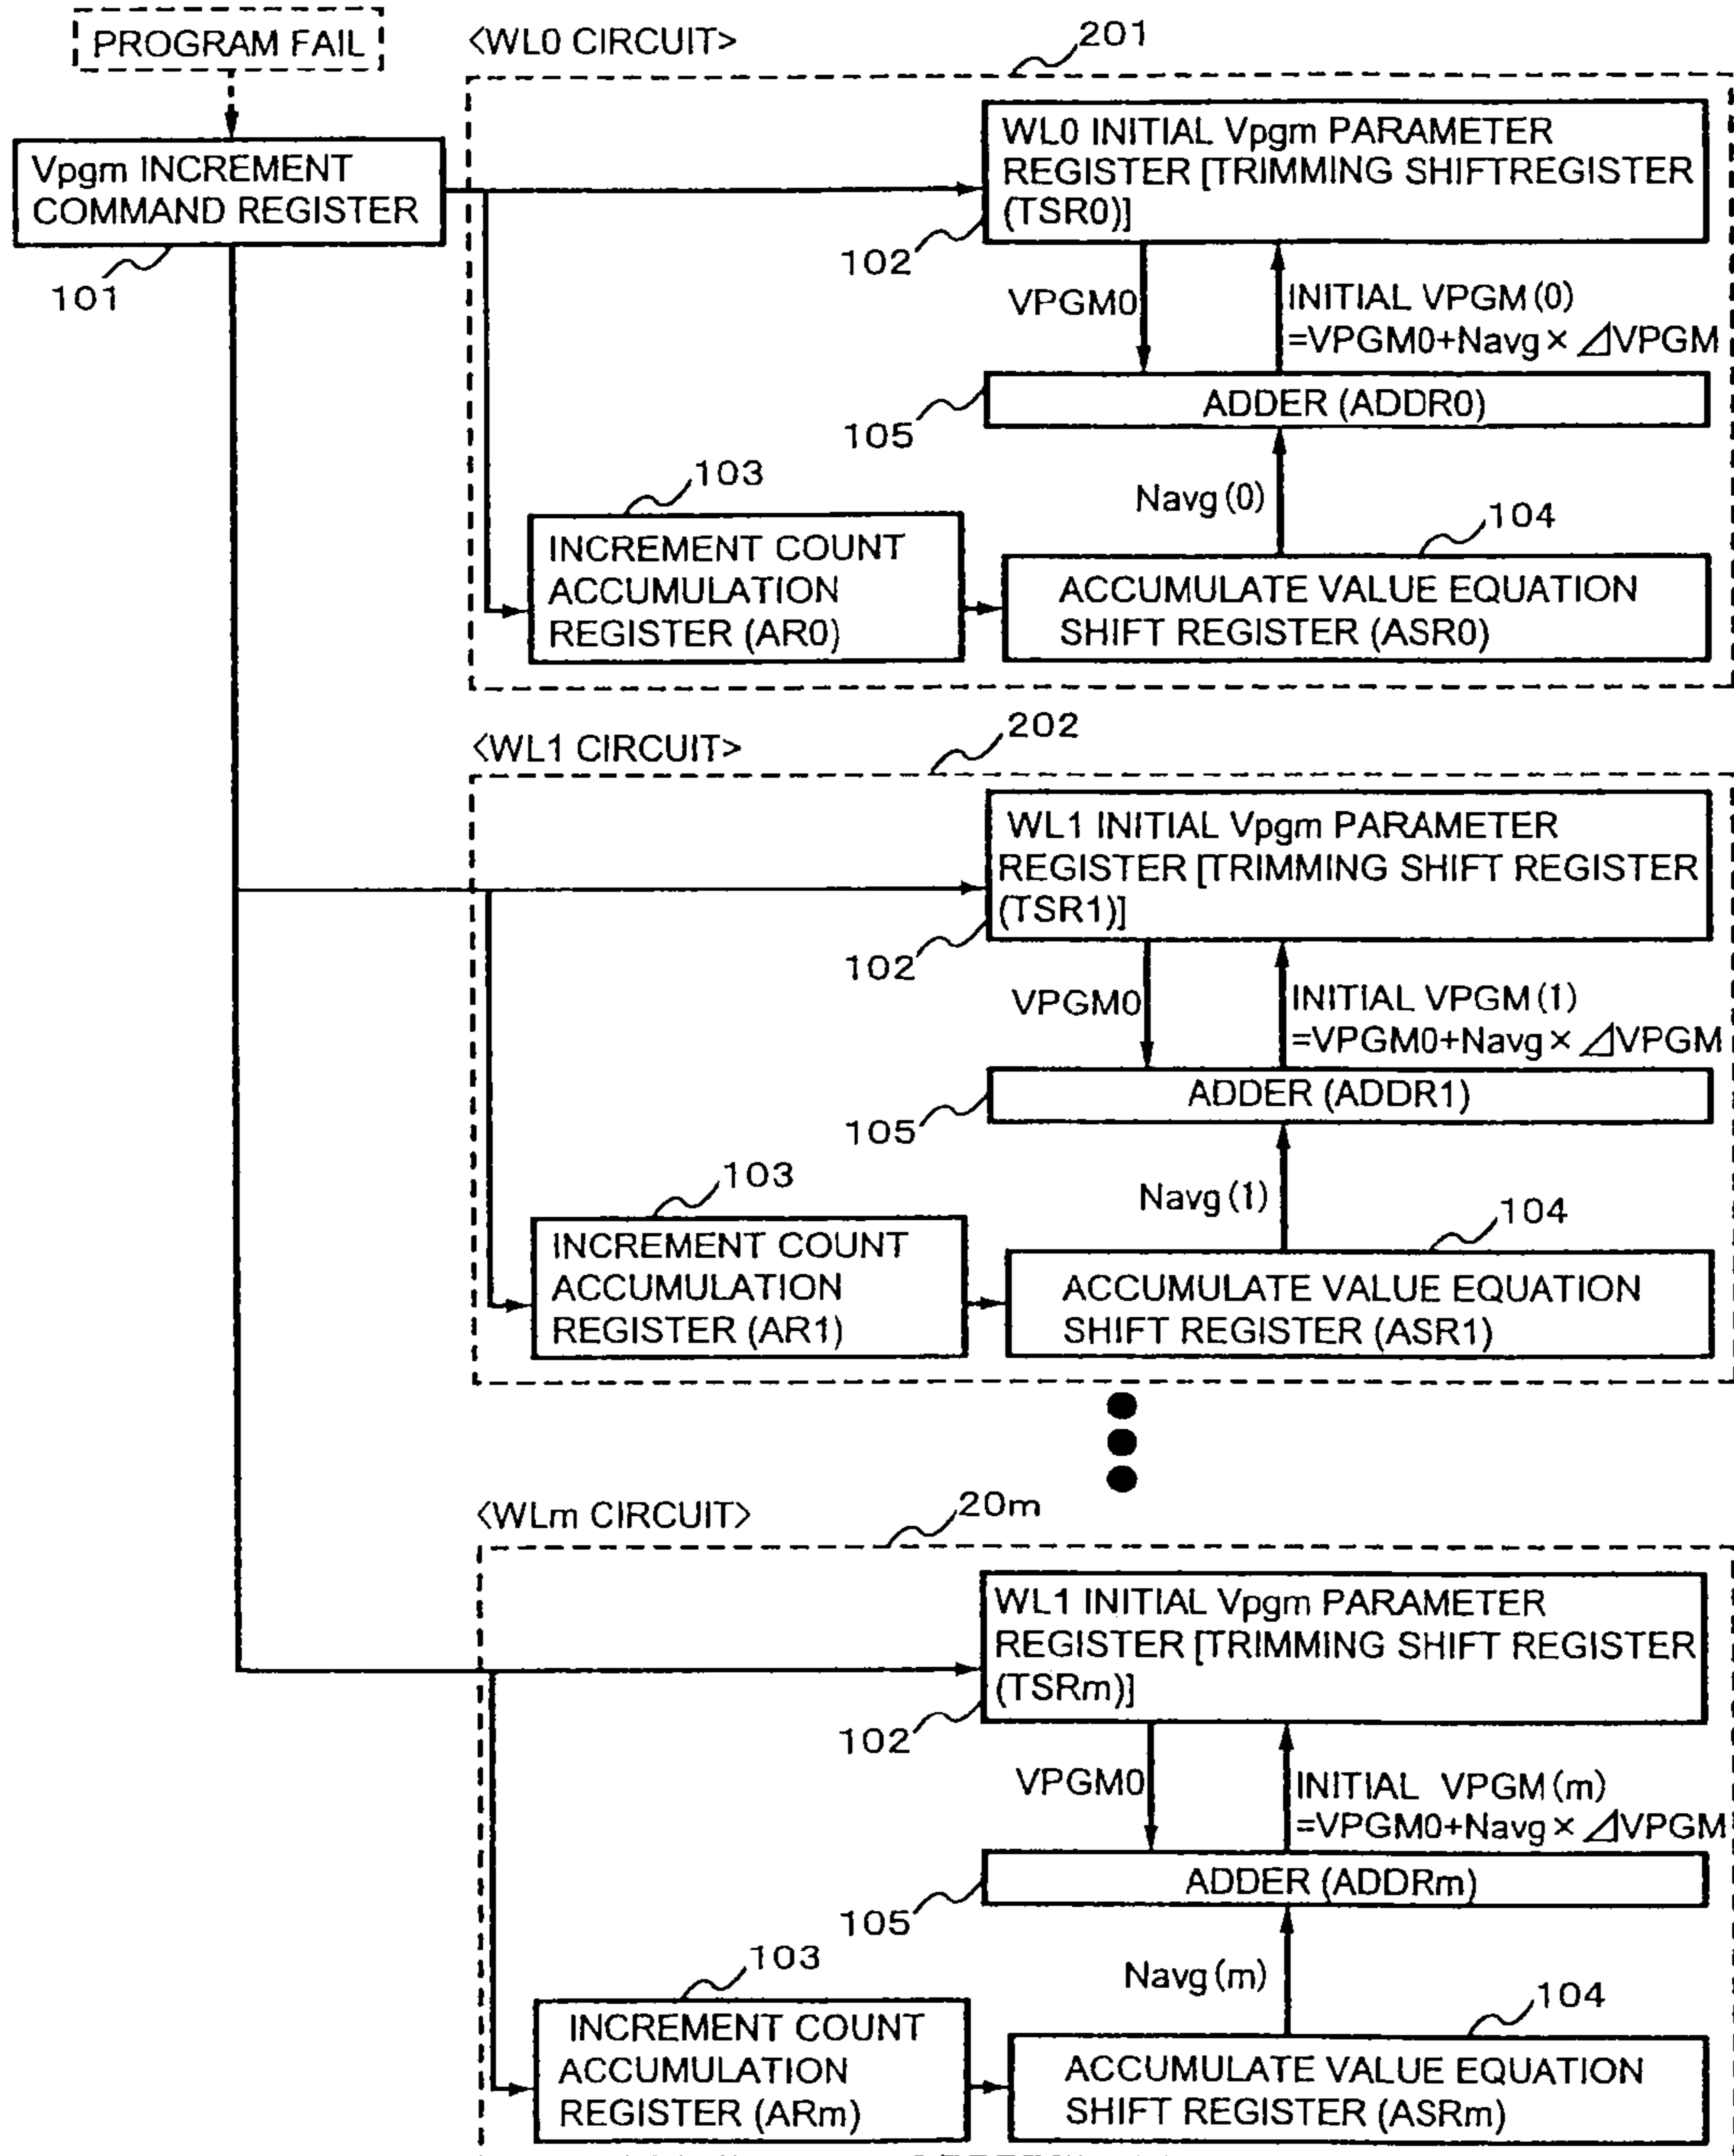 PROGRAM FAIL
<WL0 CIRCUIT>
201
Vpgm INCREMENT
COMMAND REGISTER
101
WL0 INITIAL Vpgm PARAMETER
REGISTER [TRIMMING SHIFTREGISTER
(TSR0)]
102
VPGM0
INITIAL VPGM(0)
=VPGM0+Navg×⊿VPGM
ADDER (ADDR0)
105
Navg(0)
103
INCREMENT COUNT
ACCUMULATION
REGISTER (AR0)
104
ACCUMULATE VALUE EQUATION
SHIFT REGISTER (ASR0)
<WL1 CIRCUIT>
202
WL1 INITIAL Vpgm PARAMETER
REGISTER [TRIMMING SHIFT REGISTER
(TSR1)]
102
VPGM0
INITIAL VPGM(1)
=VPGM0+Navg×⊿VPGM
ADDER (ADDR1)
105
Navg(1)
103
INCREMENT COUNT
ACCUMULATION
REGISTER (AR1)
104
ACCUMULATE VALUE EQUATION
SHIFT REGISTER (ASR1)
<WLm CIRCUIT>
20m
WL1 INITIAL Vpgm PARAMETER
REGISTER [TRIMMING SHIFT REGISTER
(TSRm)]
102
VPGM0
INITIAL VPGM(m)
=VPGM0+Navg×⊿VPGM
ADDER (ADDRm)
105
Navg(m)
103
INCREMENT COUNT
ACCUMULATION
REGISTER (ARm)
104
ACCUMULATE VALUE EQUATION
SHIFT REGISTER (ASRm)